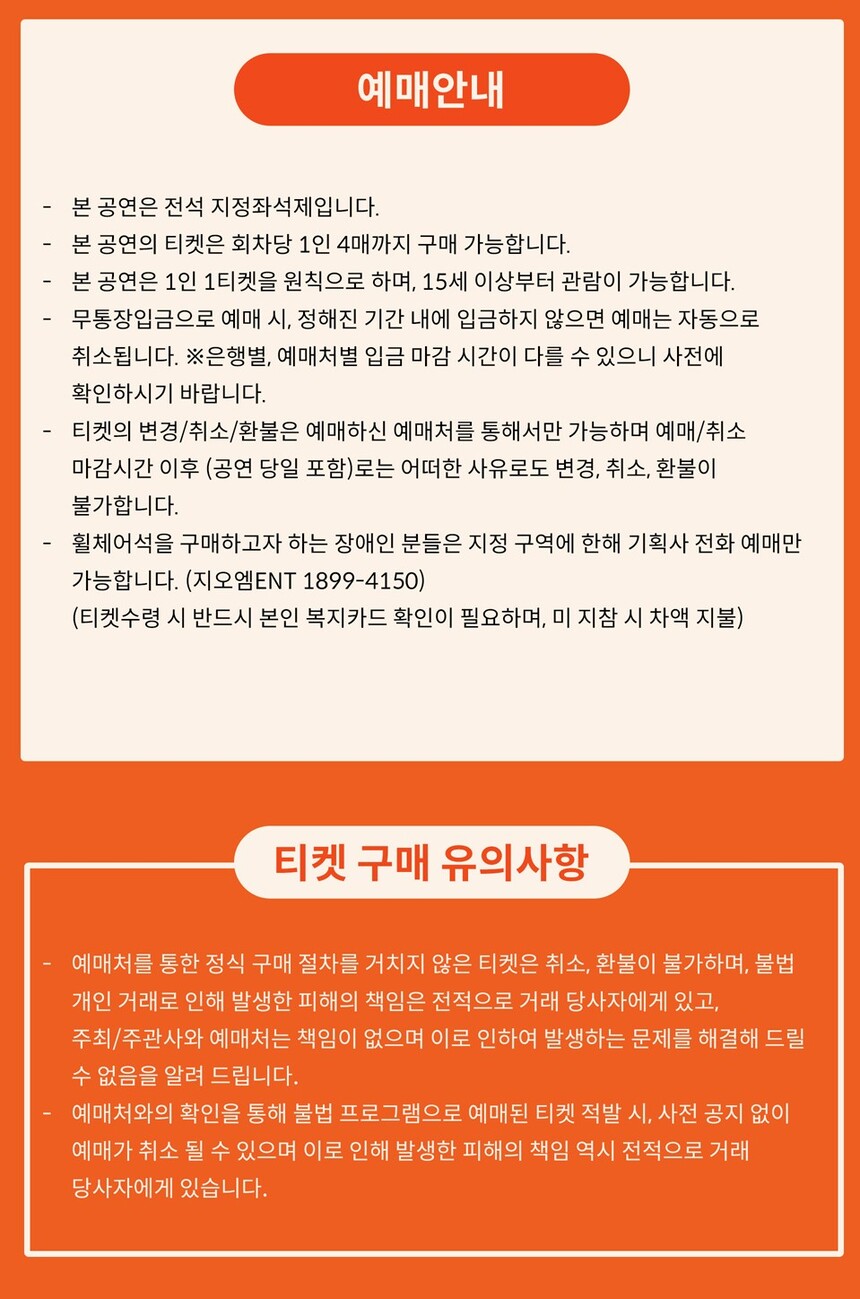 예매안내
- 본 공연은 전석 지정좌석제입니다.
- 본 공연의 티켓은 회차당 1인 4매까지 구매 가능합니다.
- 본 공연은 1인 1티켓을 원칙으로 하며, 15세 이상부터 관람이 가능합니다.
- 무통장입금으로 예매 시, 정해진 기간 내에 입금하지 않으면 예매는 자동으로
취소됩니다. ※은행별, 예매처별 입금 마감 시간이 다를 수 있으니 사전에
확인하시기 바랍니다.
- 티켓의 변경/취소/환불은 예매하신 예매처를 통해서만 가능하며 예매/취소
마감시간 이후 (공연 당일 포함)로는 어떠한 사유로도 변경, 취소, 환불이
불가합니다.
- 휠체어석을 구매하고자 하는 장애인 분들은 지정 구역에 한해 기획사 전화 예매만
가능합니다. (지오엠ENT 1899-4150)
(티켓수령 시 반드시 본인 복지카드 확인이 필요하며, 미 지참 시 차액 지불)
티켓 구매 유의사항
- 예매처를 통한 정식 구매 절차를 거치지 않은 티켓은 취소, 환불이 불가하며, 불법
개인 거래로 인해 발생한 피해의 책임은 전적으로 거래 당사자에게 있고,
주최/주관사와 예매처는 책임이 없으며 이로 인하여 발생하는 문제를 해결해 드릴
수 없음을 알려 드립니다.
- 예매처와의 확인을 통해 불법 프로그램으로 예매된 티켓 적발 시, 사전 공지 없이
예매가 취소 될 수 있으며 이로 인해 발생한 피해의 책임 역시 전적으로 거래
당사자에게 있습니다.